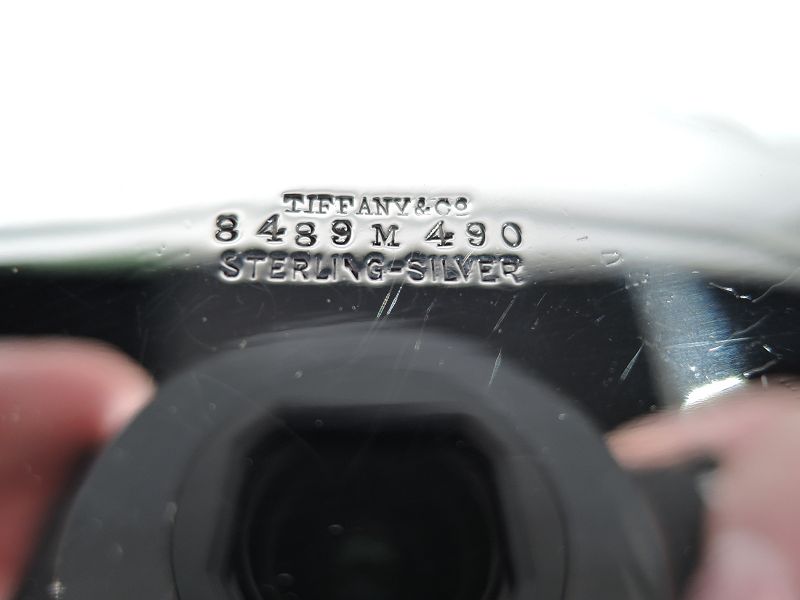 TIFFANY & Co
8489 M 490
STERLING-SILVER